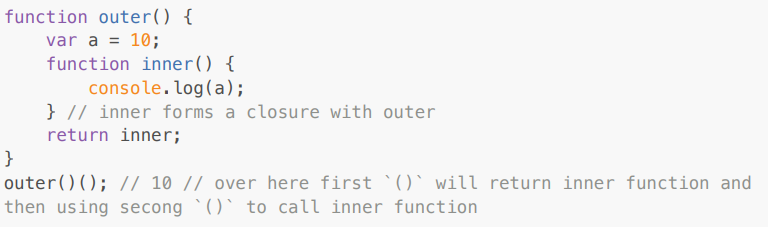 function outer() {
    var a = 10;
    function inner() {
        console.log(a);
    } // inner forms a closure with outer
    return inner;
}
outer()(); // 10 // over here first `()` will return inner function and
then using secong `()` to call inner function